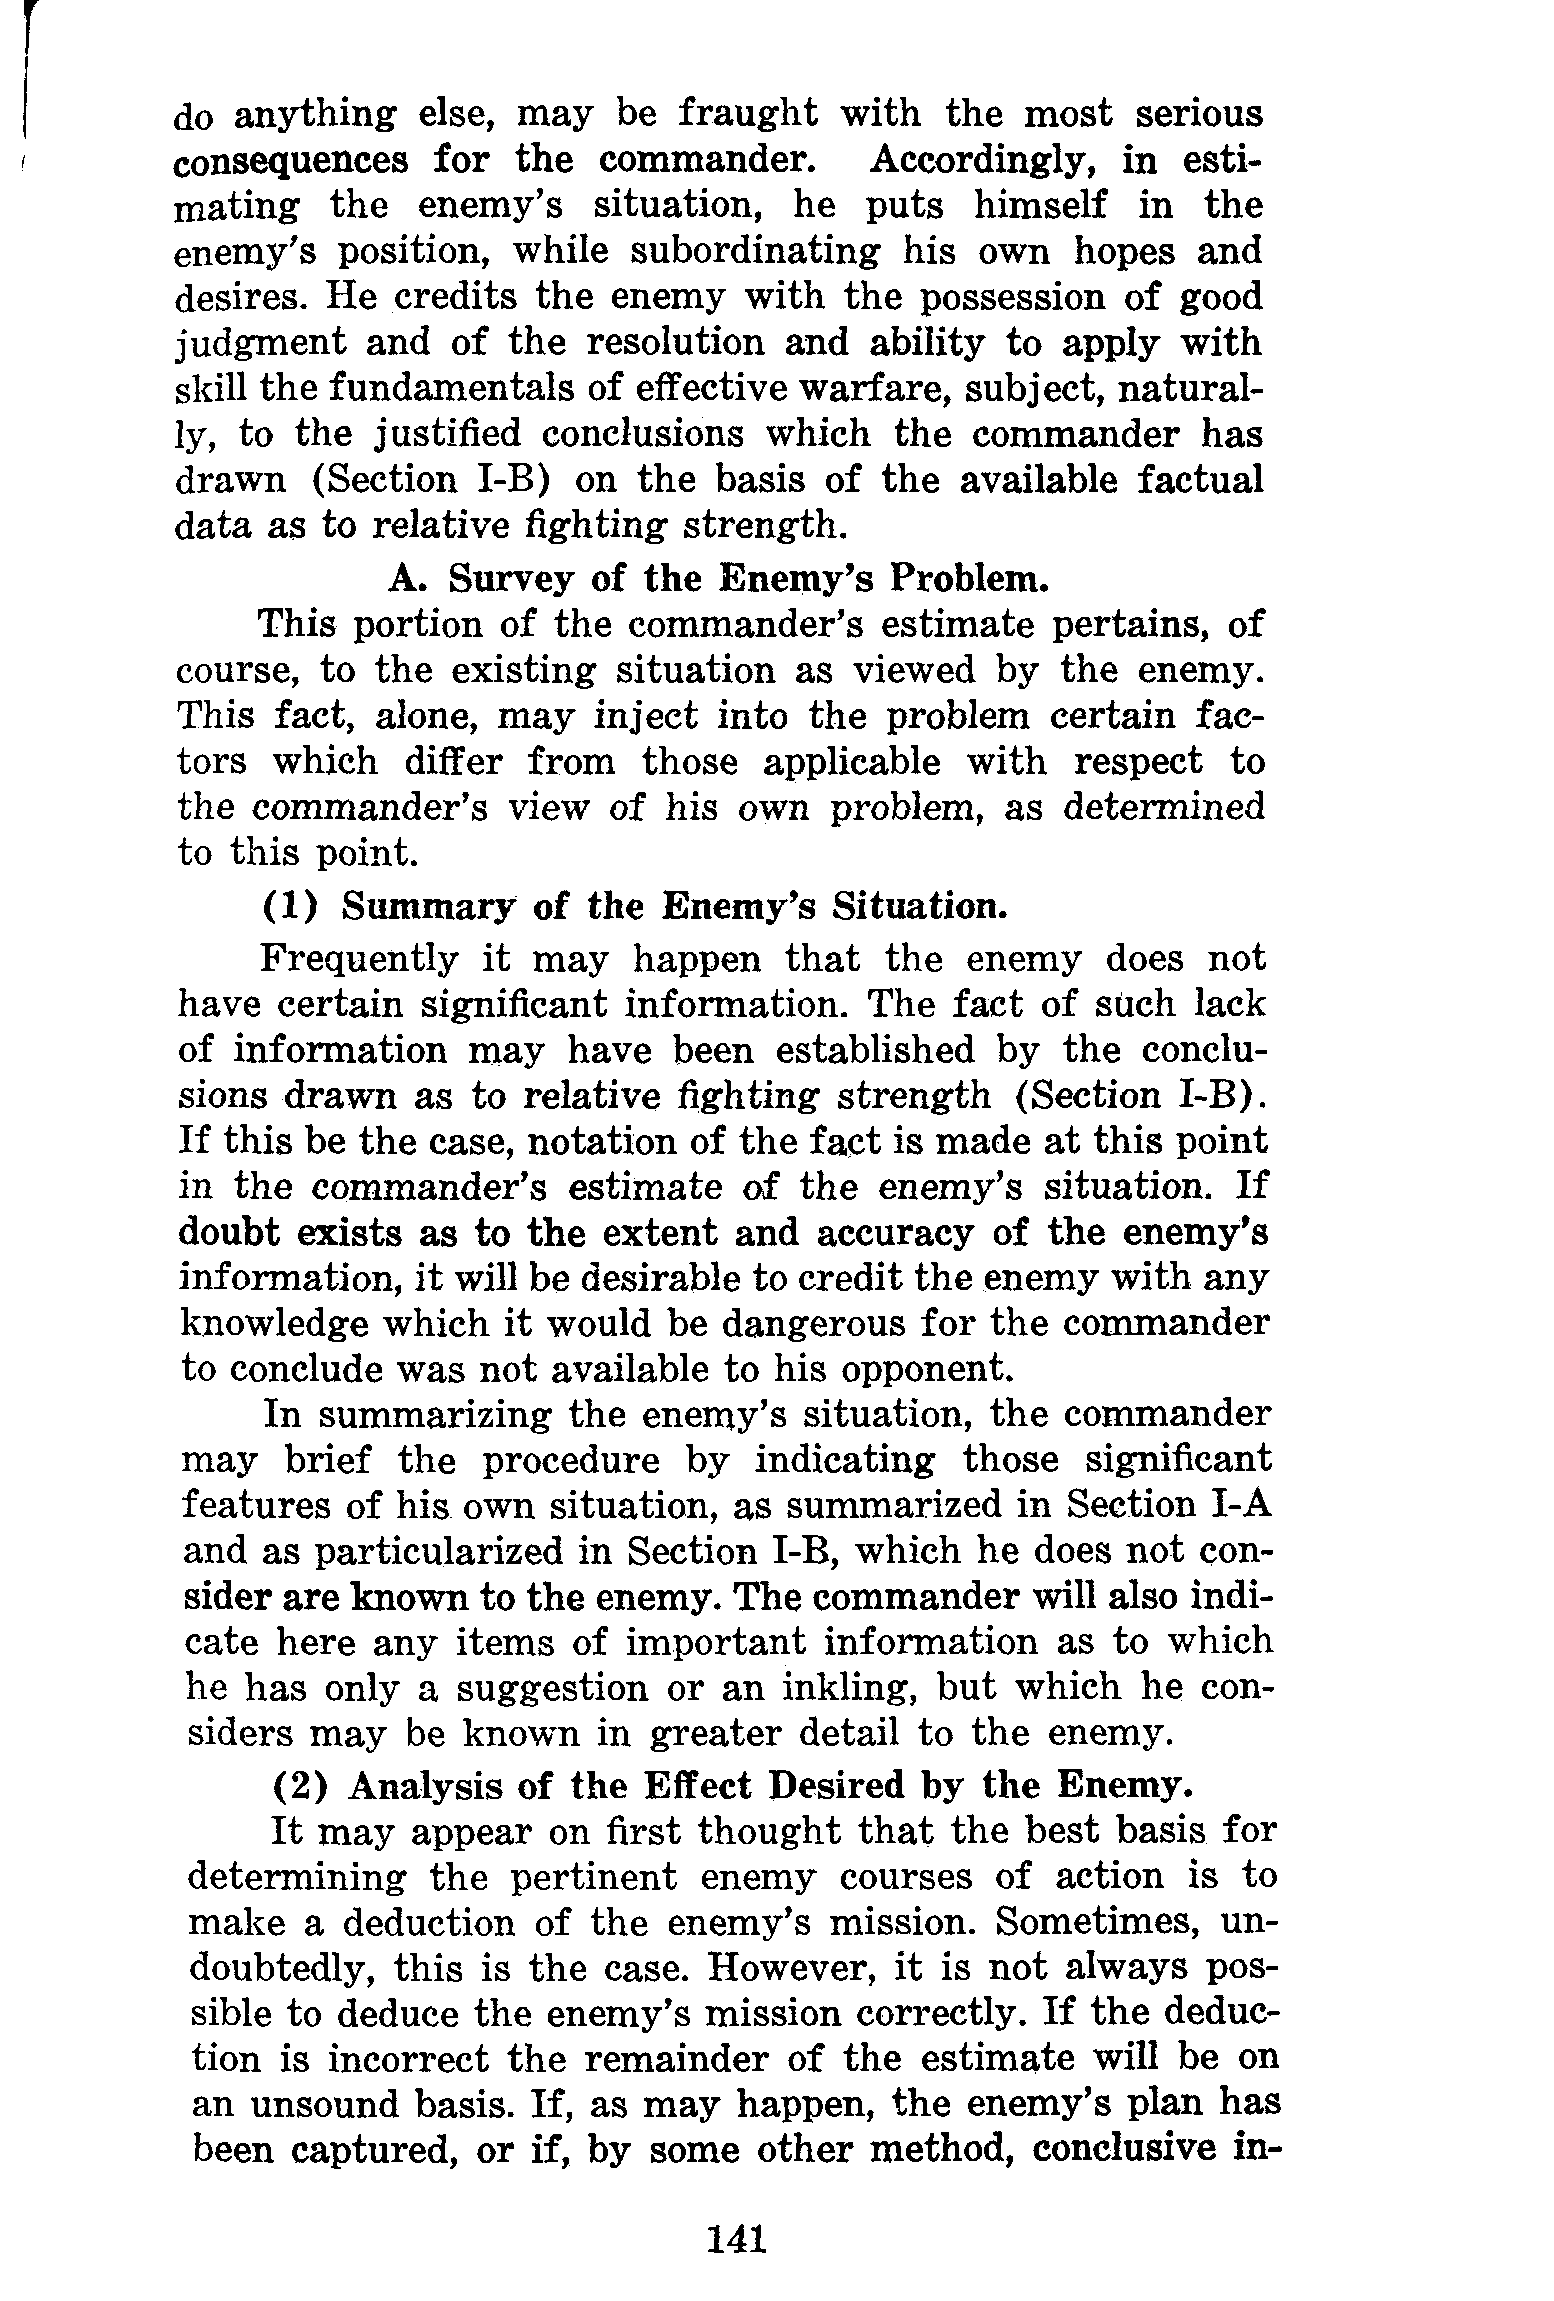 do anything else, may be fraught with the most serious
consequences for the commander. Accordingly, in esti-
mating the enemy's situation, he puts himself in the
enemy's position, while subordinating his own hopes and
desires. He credits the enemy with the possession of good
judgment and of the resolution and ability to apply with
skill the fundamentals of effective warfare, subject, natural-
ly, to the justified conclusions which the commander has
drawn (Section I-B) on the basis of the available factual
data as to relative fighting strength.
A. Survey of the Enemy's Problem.
This portion of the commander's estimate pertains, of
course, to the existing situation as viewed by the enemy.
This fact, alone, may inject into the problem certain fac-
tors which differ from those applicable with respect to
the commander's view of his own problem, as determined
to this point.
(1) Summary of the Enemy's Situation.
Frequently it may happen that the enemy does not
have certain significant information. The fact of such lack
of information may have been established by the conclu-
sions drawn as to relative fighting strength (Section I-B).
If this be the case, notation of the fact is made at this point
in the commander's estimate of the enemy's situation. If
doubt exists as to the extent and accuracy of the enemy's
information, it will be desirable to credit the enemy with any
knowledge which it would be dangerous for the commander
to conclude was not available to his opponent.
In summarizing the enemy's situation, the commander
may brief the procedure by indicating those significant
features of his own situation, as summarized in Section I-A
and as particularized in Section I-B, which he does not con-
sider are known to the enemy. The commander will also indi-
cate here any items of important information as to which
he has only a suggestion or an inkling, but which he con-
siders may be known in greater detail to the enemy.
(2) Analysis of the Effect Desired by the Enemy.
It may appear on first thought that the best basis for
determining the pertinent enemy courses of action is to
make a deduction of the enemy's mission. Sometimes, un-
doubtedly, this is the case. However, it is not always pos-
sible to deduce the enemy's mission correctly. If the deduc-
tion is incorrect the remainder of the estimate will be on
an unsound basis. If, as may happen, the enemy's plan has
been captured, or if, by some other method, conclusive in-
141